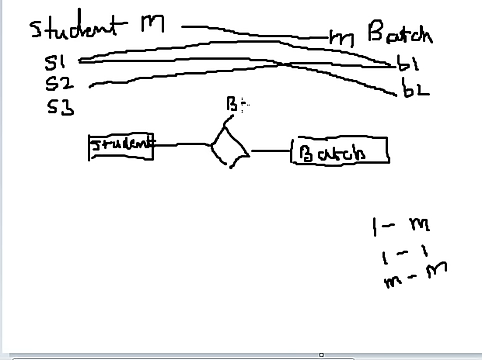 Student m m Batch
S1 b1
S2 b2
S3
B
Student Batch
1 - m
1 - 1
m - m